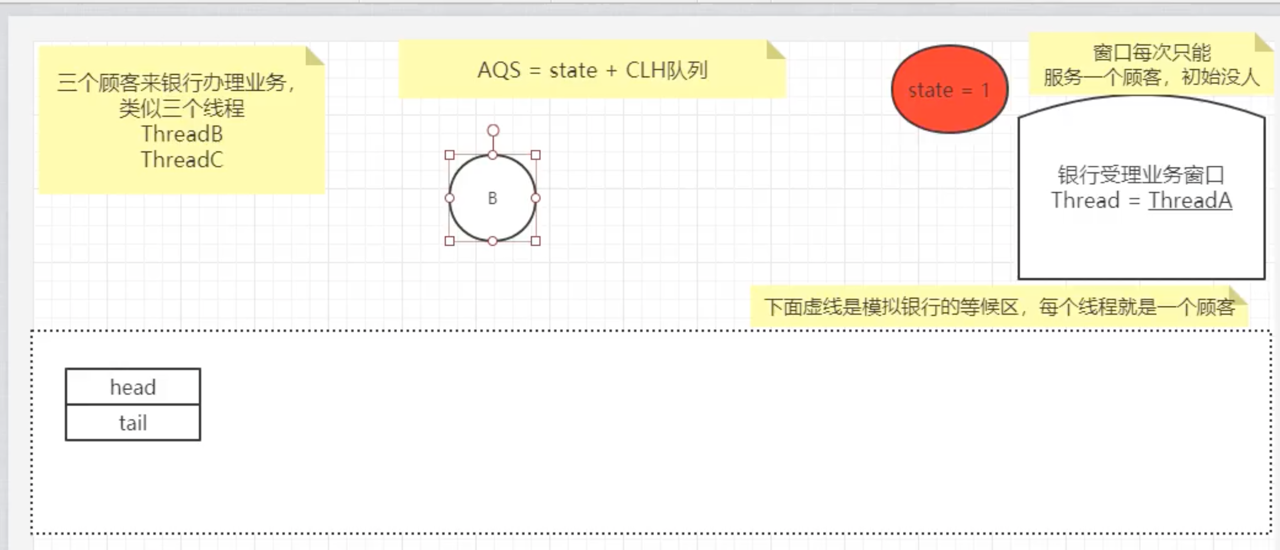 三个顾客来银行办理业务，
类似三个线程
ThreadB
ThreadC
AQS = state + CLH队列
state = 1
窗口每次只能
服务一个顾客，初始没人
B
银行受理业务窗口
Thread = ThreadA
下面虚线是模拟银行的等候区，每个线程就是一个顾客
head
tail